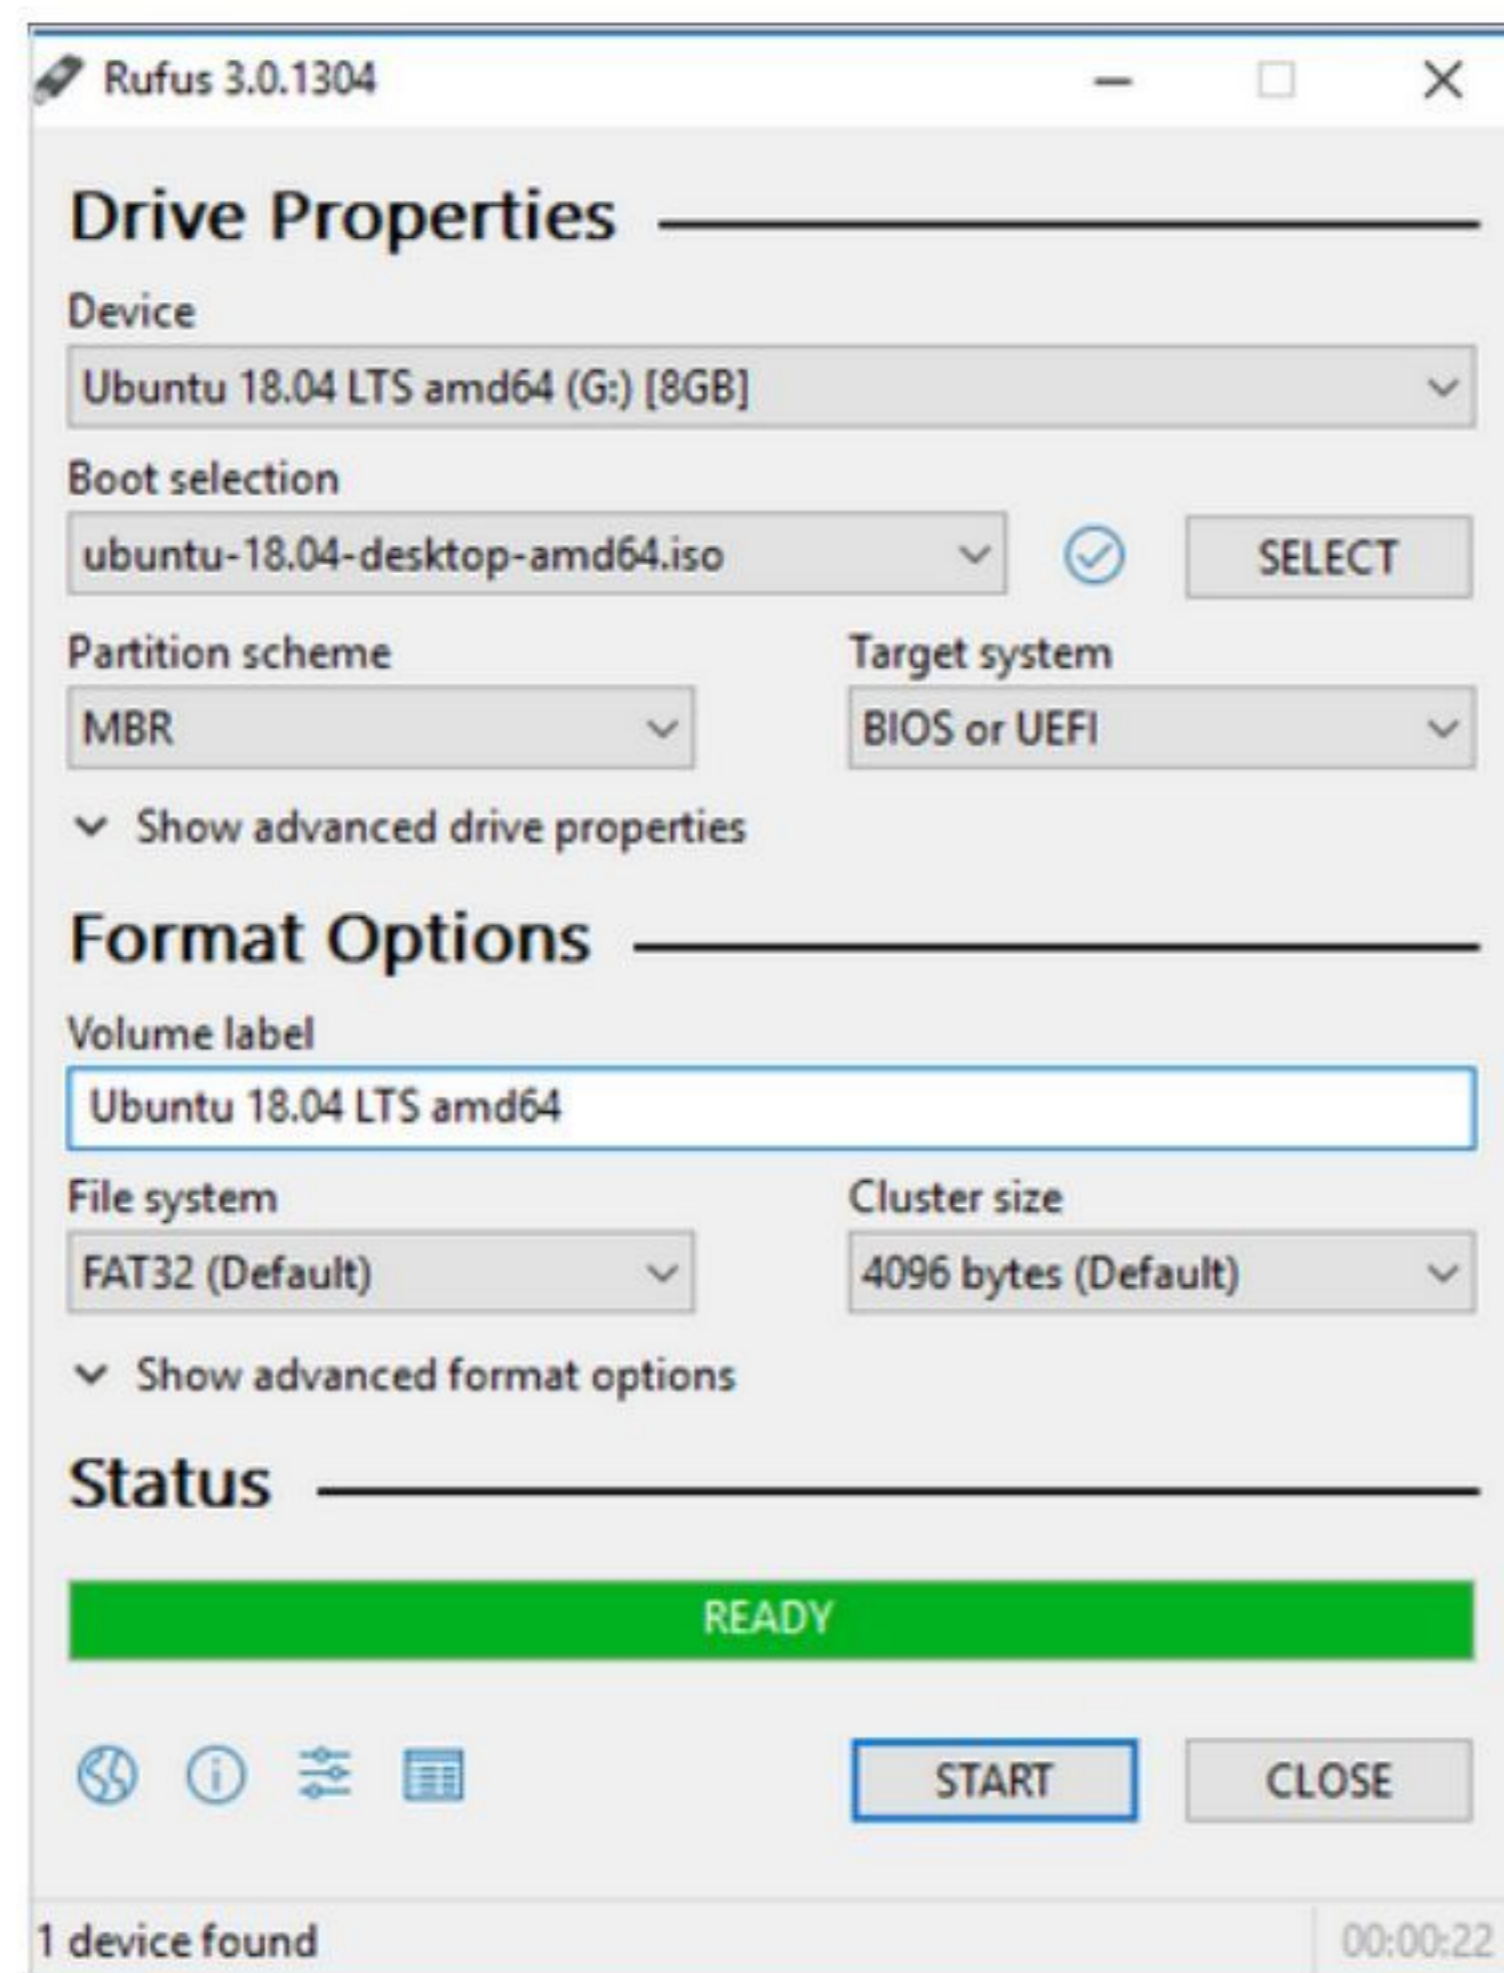 Rufus 3.0.1304
Drive Properties
Device
Ubuntu 18.04 LTS amd64 (G:) [8GB]
Boot selection
ubuntu-18.04-desktop-amd64.iso
SELECT
Partition scheme
Target system
MBR
BIOS or UEFI
Show advanced drive properties
Format Options
Volume label
Ubuntu 18.04 LTS amd64
File system
Cluster size
FAT32 (Default)
4096 bytes (Default)
Show advanced format options
Status
READY
START
CLOSE
1 device found
00:00:22